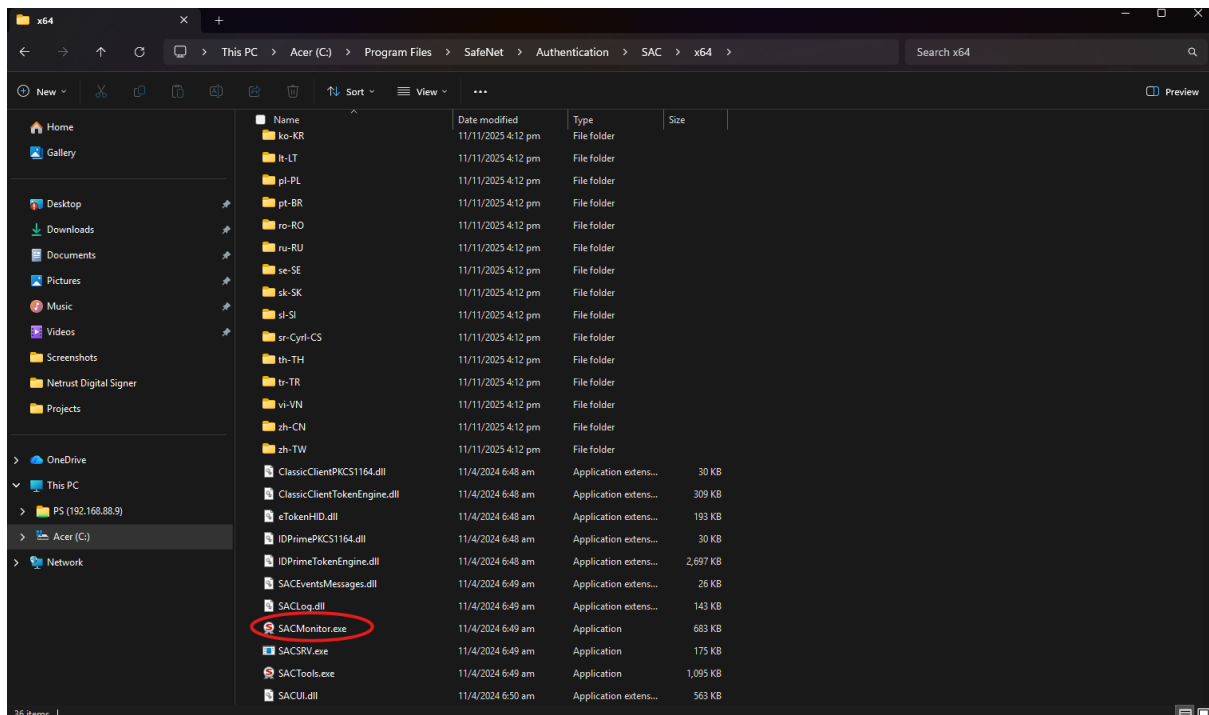 x64
This PC > Acer (C:) > Program Files > SafeNet > Authentication > SAC > x64 >
Search x64
New
Sort
View
Preview
Home
Gallery
Desktop
Downloads
Documents
Pictures
Music
Videos
Screenshots
Netrust Digital Signer
Projects
OneDrive
This PC
PS (192.168.88.9)
Acer (C:)
Network
Name Date modified Type Size
ko-KR 11/11/2025 4:12 pm File folder
lt-LT 11/11/2025 4:12 pm File folder
pl-PL 11/11/2025 4:12 pm File folder
pt-BR 11/11/2025 4:12 pm File folder
ro-RO 11/11/2025 4:12 pm File folder
ru-RU 11/11/2025 4:12 pm File folder
se-SE 11/11/2025 4:12 pm File folder
sk-SK 11/11/2025 4:12 pm File folder
sl-SI 11/11/2025 4:12 pm File folder
sr-Cyrl-CS 11/11/2025 4:12 pm File folder
th-TH 11/11/2025 4:12 pm File folder
tr-TR 11/11/2025 4:12 pm File folder
vi-VN 11/11/2025 4:12 pm File folder
zh-CN 11/11/2025 4:12 pm File folder
zh-TW 11/11/2025 4:12 pm File folder
ClassicClientPKCS1164.dll 11/4/2024 6:48 am Application extens... 30 KB
ClassicClientTokenEngine.dll 11/4/2024 6:48 am Application extens... 309 KB
eTokenHID.dll 11/4/2024 6:48 am Application extens... 193 KB
IDPrimePKCS1164.dll 11/4/2024 6:48 am Application extens... 30 KB
IDPrimeTokenEngine.dll 11/4/2024 6:48 am Application extens... 2,697 KB
SACEventsMessages.dll 11/4/2024 6:49 am Application extens... 26 KB
SACLog.dll 11/4/2024 6:49 am Application extens... 143 KB
SACMonitor.exe 11/4/2024 6:49 am Application 683 KB
SACSRV.exe 11/4/2024 6:49 am Application 175 KB
SACTools.exe 11/4/2024 6:49 am Application 1,095 KB
SACUI.dll 11/4/2024 6:50 am Application extens... 563 KB
36 items